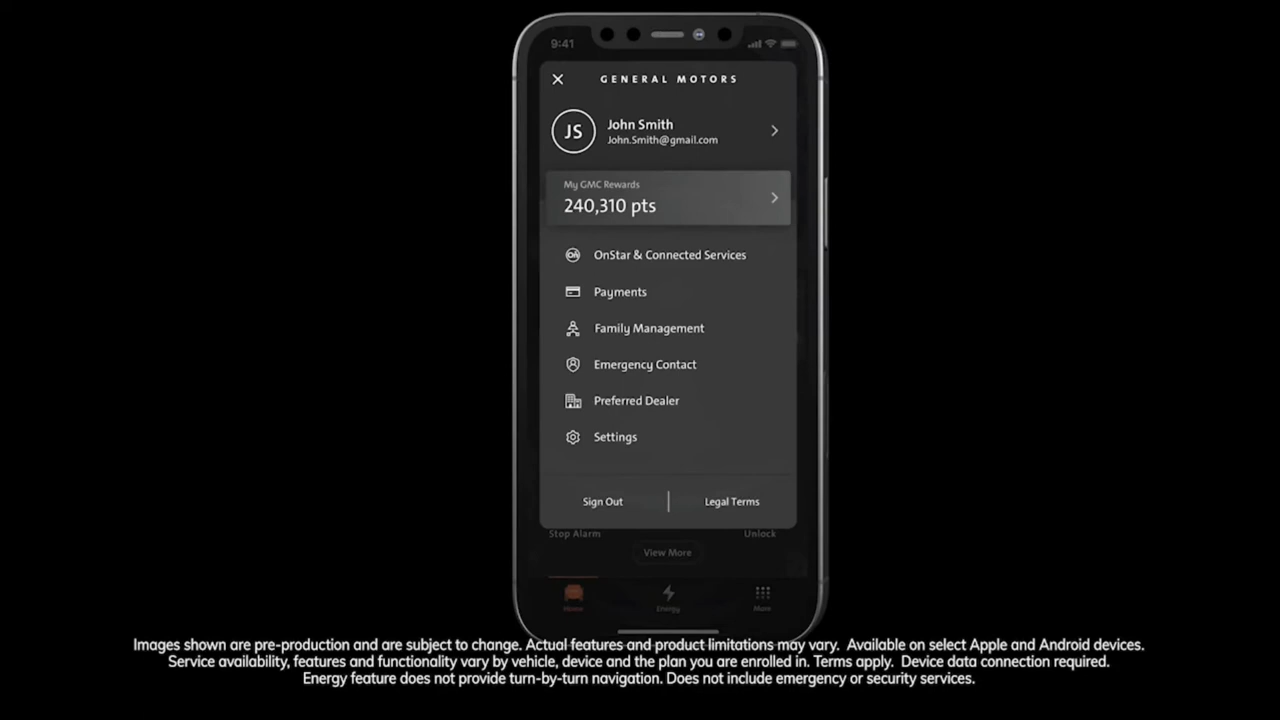 9:41
GENERAL MOTORS
JS
John Smith
John.Smith@gmail.com
My GMC Rewards
240,310 pts
OnStar & Connected Services
Payments
Family Management
Emergency Contact
Preferred Dealer
Settings
Sign Out
Legal Terms
Stop Alarm
Unlock
View More
Home
Energy
More
Images shown are pre-production and are subject to change. Actual features and product limitations may vary. Available on select Apple and Android devices.
Service availability, features and functionality vary by vehicle, device and the plan you are enrolled in. Terms apply. Device data connection required.
Energy feature does not provide turn-by-turn navigation. Does not include emergency or security services.